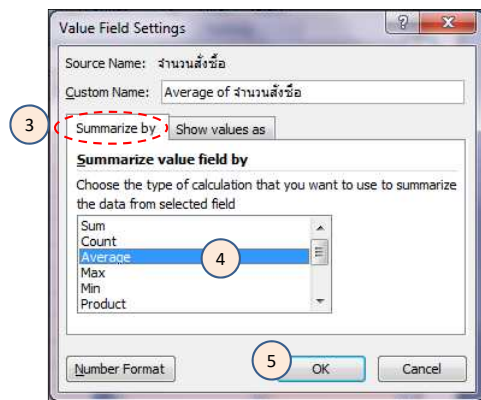 Value Field Settings
Source Name: จำนวนสั่งซื้อ
Custom Name: Average of จำนวนสั่งซื้อ
3
Summarize by
Show values as
Summarize value field by
Choose the type of calculation that you want to use to summarize
the data from selected field
Sum
Count
Average
4
Max
Min
Product
Number Format
5
OK
Cancel